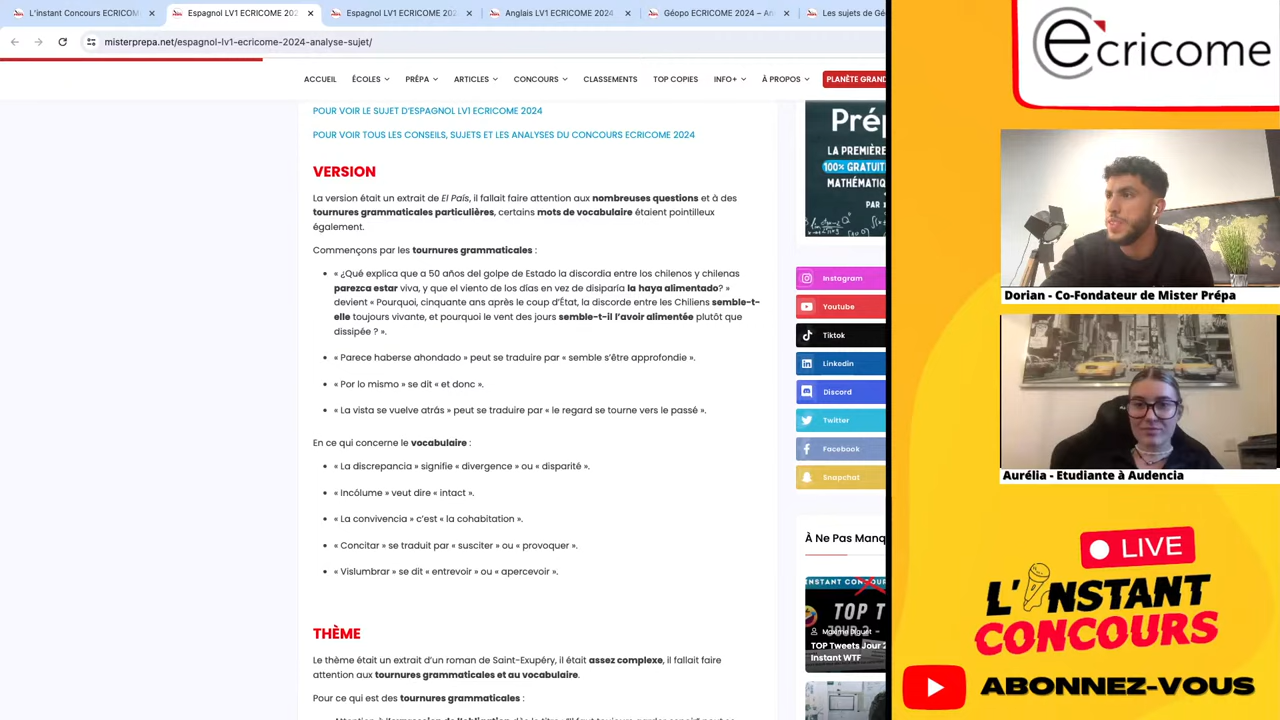 L'instant Concours ECRICOME
Espagnol LV1 ECRICOME 202
Espagnol LV1 ECRICOME 202
Anglais LV1 ECRICOME 2024
Géopo ECRICOME 2024 – An
Les sujets de Gé
misterprepa.net/espagnol-lv1-ecricome-2024-analyse-sujet/
ACCUEIL ÉCOLES PRÉPA ARTICLES CONCOURS CLASSEMENTS TOP COPIES INFO+ À PROPOS PLANÈTE GRAND
POUR VOIR LE SUJET D'ESPAGNOL LV1 ECRICOME 2024
POUR VOIR TOUS LES CONSEILS, SUJETS ET LES ANALYSES DU CONCOURS ECRICOME 2024
VERSION
La version était un extrait de El País, il fallait faire attention aux nombreuses questions et à des
tournures grammaticales particulières, certains mots de vocabulaire étaient pointilleux
également.
Commençons par les tournures grammaticales :
• « ¿Qué explica que a 50 años del golpe de Estado la discordia entre los chilenos y chilenas
parezca estar viva, y que el viento de los días en vez de disiparla la haya alimentado? »
devient « Pourquoi, cinquante ans après le coup d'État, la discorde entre les Chiliens semble-t-
elle toujours vivante, et pourquoi le vent des jours semble-t-il l'avoir alimentée plutôt que
dissipée ? ».
• « Parece haberse ahondado » peut se traduire par « semble s'être approfondie ».
• « Por lo mismo » se dit « et donc ».
• « La vista se vuelve atrás » peut se traduire par « le regard se tourne vers le passé ».
En ce qui concerne le vocabulaire :
• « La discrepancia » signifie « divergence » ou « disparité ».
• « Incólume » veut dire « intact ».
• « La convivencia » c'est « la cohabitation ».
• « Concitar » se traduit par « susciter » ou « provoquer ».
• « Vislumbrar » se dit « entrevoir » ou « apercevoir ».
THÈME
Le thème était un extrait d'un roman de Saint-Exupéry, il était assez complexe, il fallait faire
attention aux tournures grammaticales et au vocabulaire.
Pour ce qui est des tournures grammaticales :
Prép
LA PREMIÈRE
100% GRATUIT
MATHÉMATIQU
PAR
Instagram
Youtube
Tiktok
Linkedin
Discord
Twitter
Facebook
Snapchat
À Ne Pas Manq
INSTANT CONCOUR
TOP T
JOUR 2 -
Maxime Diguet
TOP Tweets Jour 2
Instant WTF
écricome
Dorian - Co-Fondateur de Mister Prépa
Aurélia - Etudiante à Audencia
LIVE
L'INSTANT
CONCOURS
ABONNEZ-VOUS